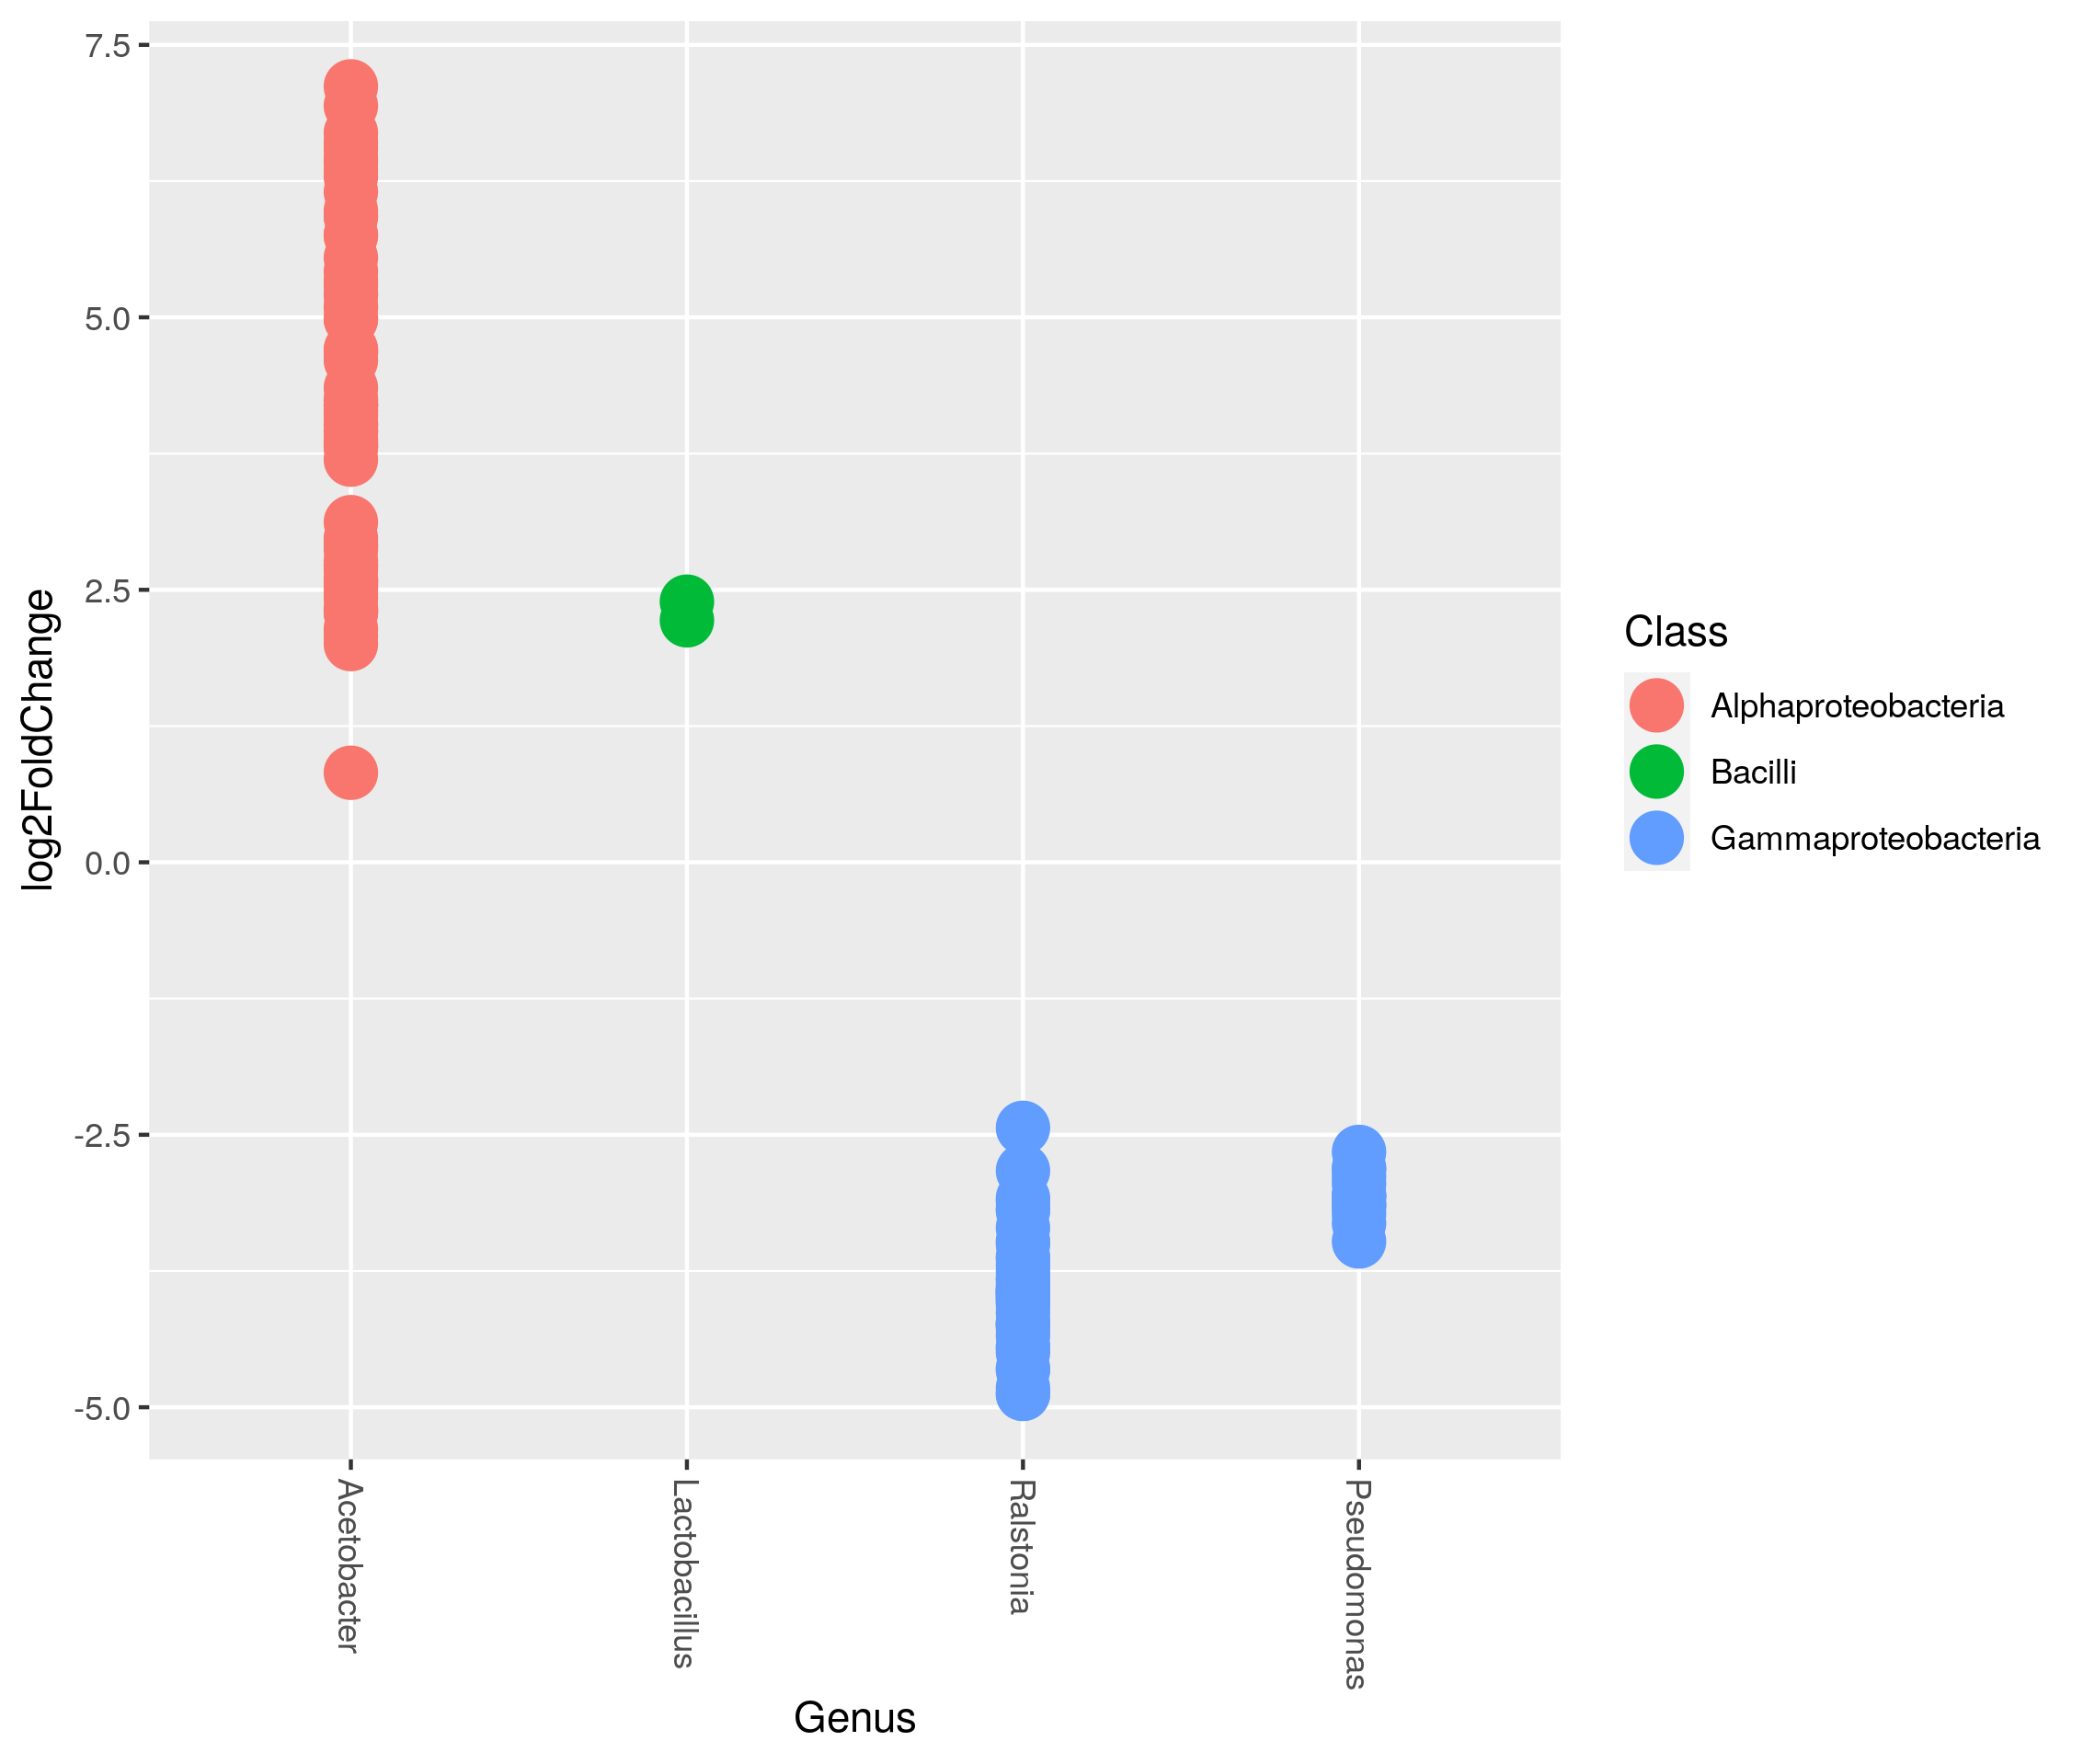 log2FoldChange
7.5
5.0
2.5
0.0
-2.5
-5.0
Acetobacter
Lactobacillus
Ralstonia
Pseudomonas
Genus
Class
Alphaproteobacteria
Bacilli
Gammaproteobacteria